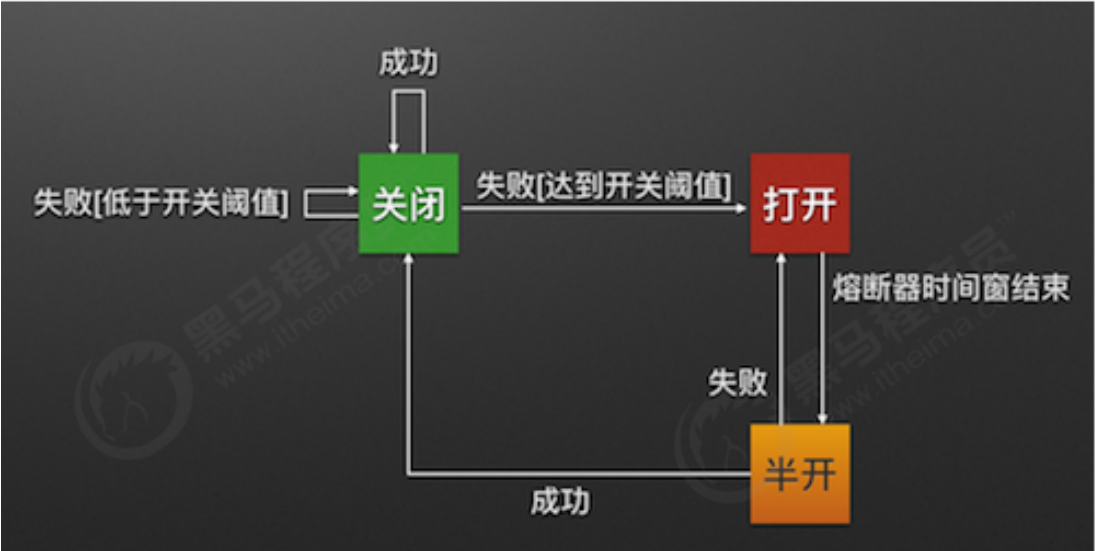 成功
失败[低于开关阈值]
关闭
失败[达到开关阈值]
打开
熔断器时间窗结束
失败
半开
成功
黑马程序员
www.itheima.com
黑马程序员
www.itheima.com